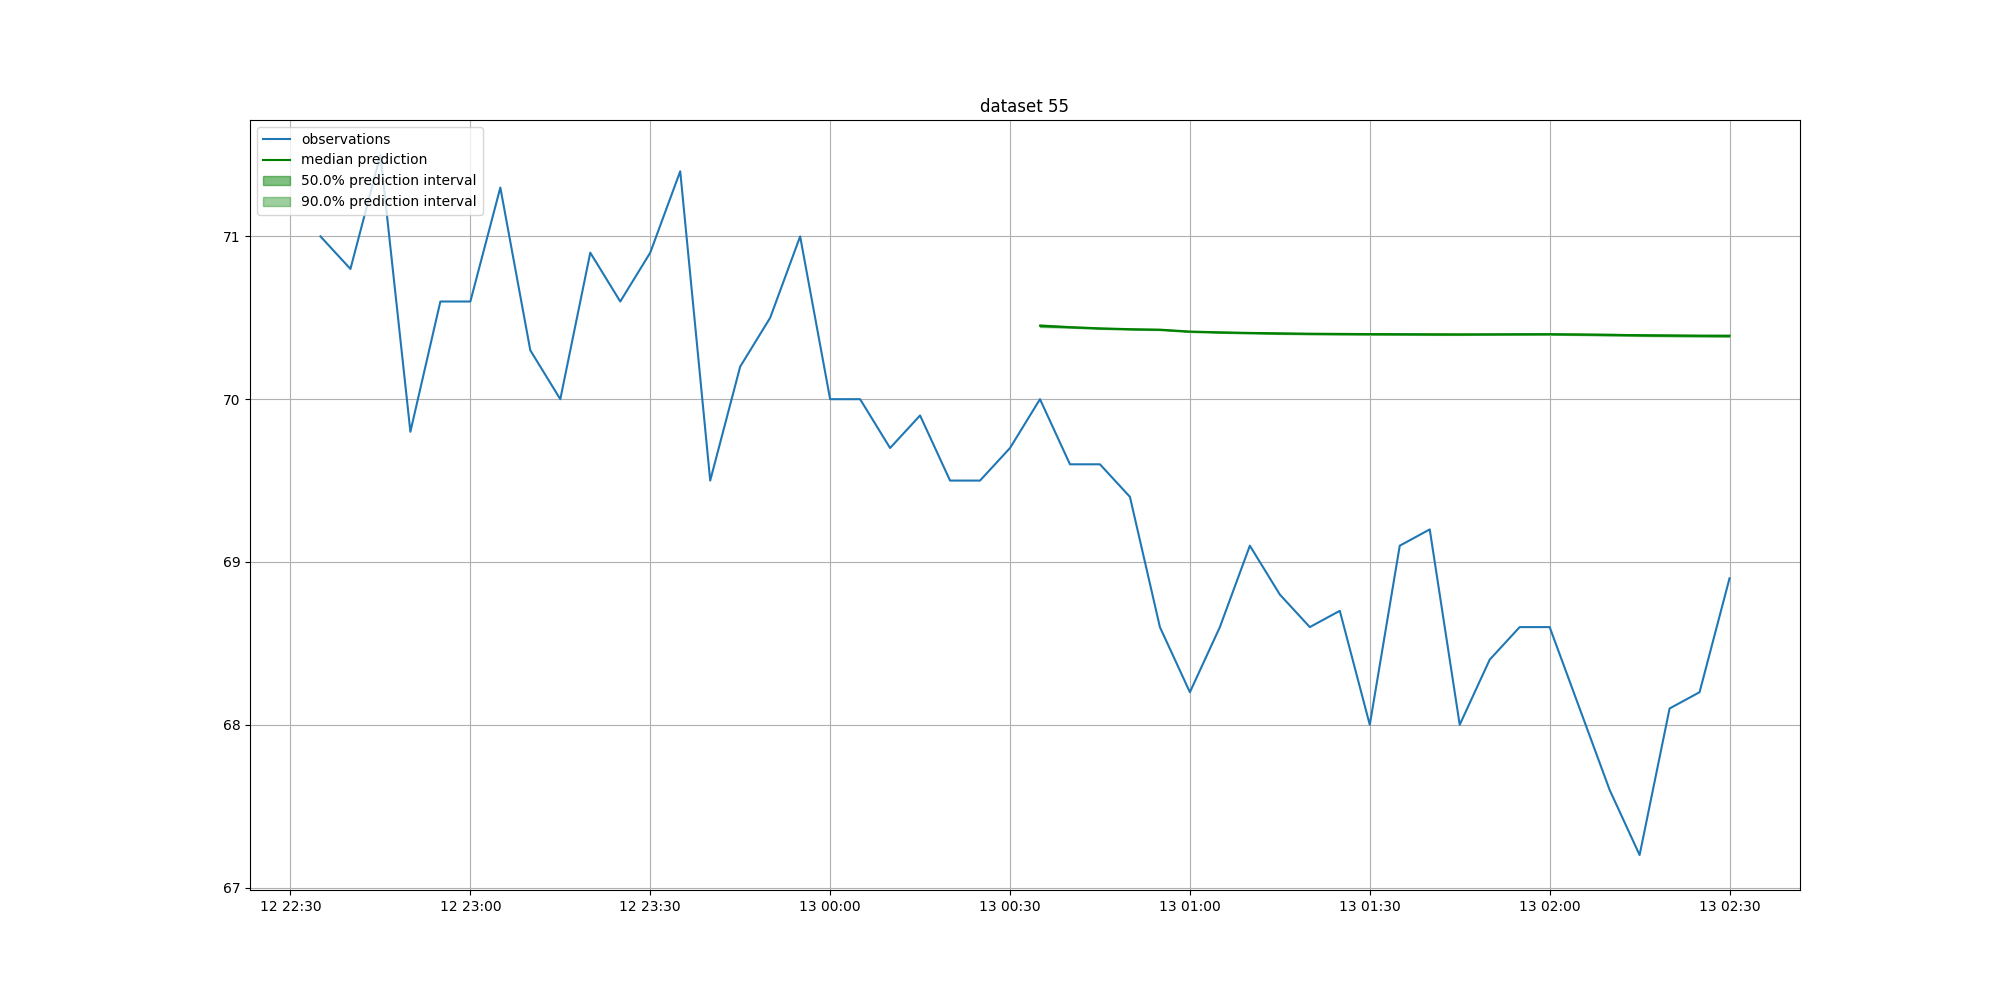 dataset 55
observations
median prediction
50.0% prediction interval
90.0% prediction interval
71
70
69
68
67
12 22:30 12 23:00 12 23:30 13 00:00 13 00:30 13 01:00 13 01:30 13 02:00 13 02:30